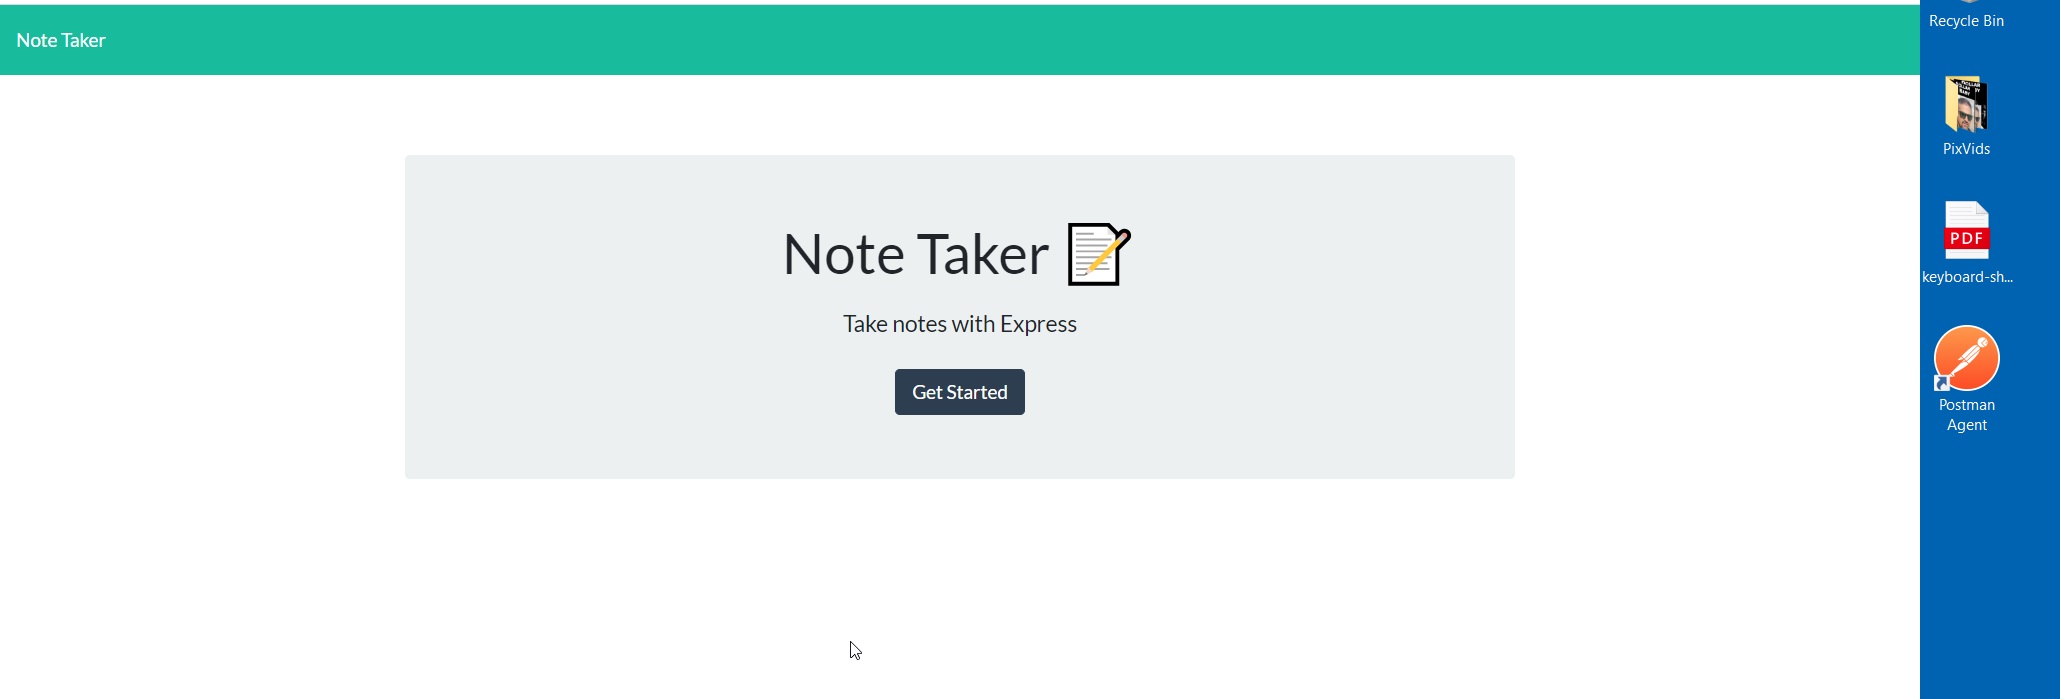 Note Taker
Note Taker 📝
Take notes with Express
Get Started
Recycle Bin
PixVids
PDF
keyboard-sh...
Postman
Agent